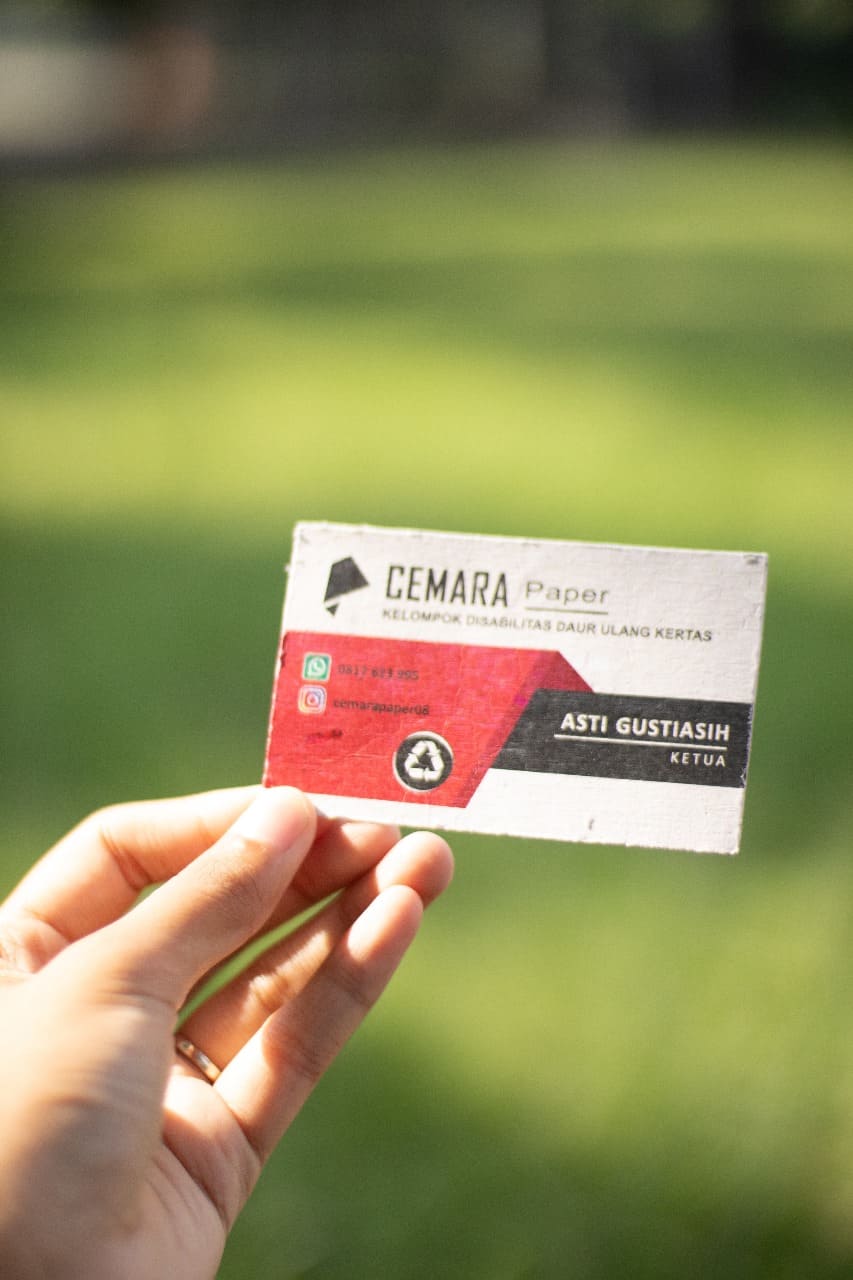 CEMARA Paper
KELOMPOK DISABILITAS DAUR ULANG KERTAS
cemarapaper08
ASTI GUSTIASIH
KETUA